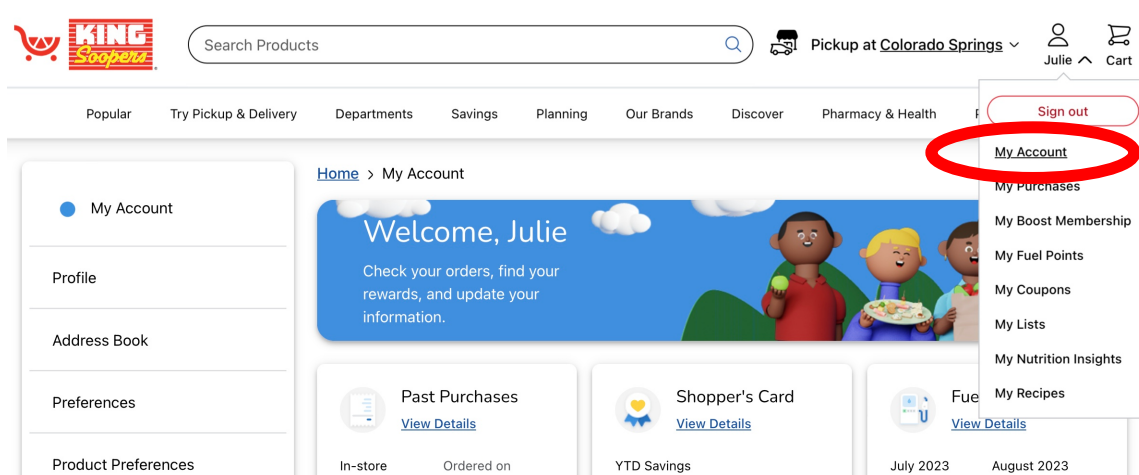 KING
Soopers
Search Products
Pickup at Colorado Springs
Julie
Cart
Popular
Try Pickup & Delivery
Departments
Savings
Planning
Our Brands
Discover
Pharmacy & Health
Sign out
My Account
My Purchases
My Boost Membership
My Fuel Points
My Coupons
My Lists
My Nutrition Insights
My Recipes
My Account
Profile
Address Book
Preferences
Product Preferences
Home > My Account
Welcome, Julie
Check your orders, find your
rewards, and update your
information.
Past Purchases
View Details
In-store
Ordered on
Shopper's Card
View Details
YTD Savings
Fue
View Details
July 2023
August 2023